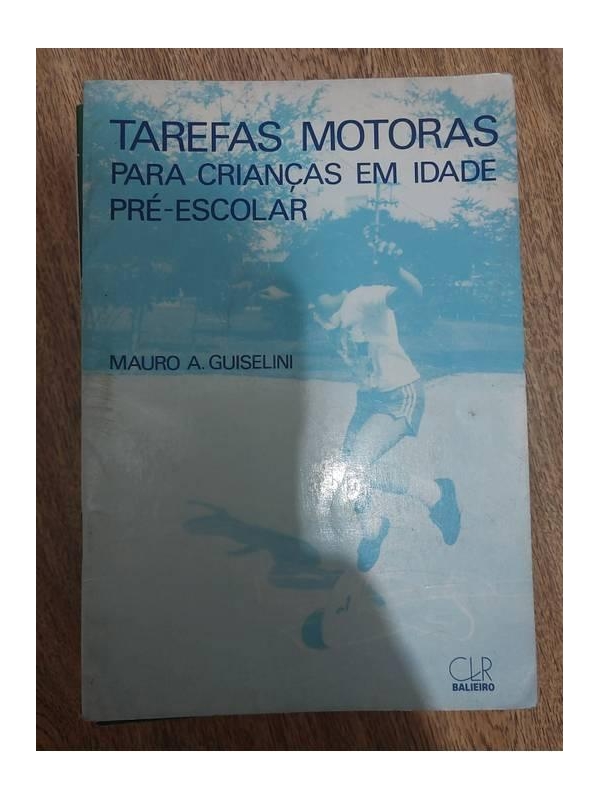 TAREFAS MOTORAS
PARA CRIANÇAS EM IDADE
PRÉ-ESCOLAR
MAURO A. GUISELINI
CLR
BALIEIRO